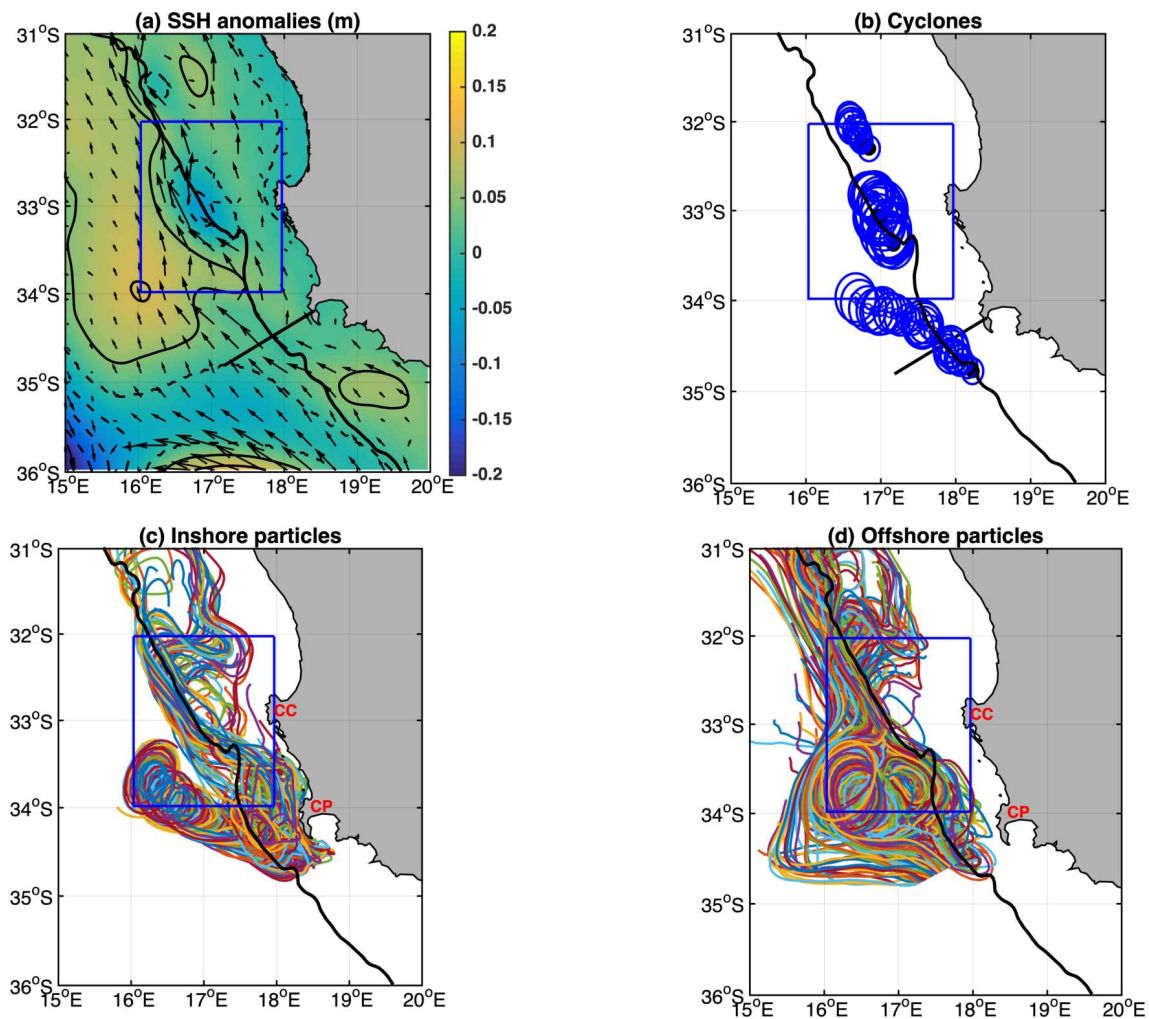 (a) SSH anomalies (m)
31°S
32°S
33°S
34°S
35°S
36°S
15°E 16°E 17°E 18°E 19°E 20°E
0.2
0.15
0.1
0.05
0
-0.05
-0.1
-0.15
-0.2
(b) Cyclones
31°S
32°S
33°S
34°S
35°S
36°S
15°E 16°E 17°E 18°E 19°E 20°E
(c) Inshore particles
31°S
32°S
33°S
34°S
35°S
36°S
CC
CP
15°E 16°E 17°E 18°E 19°E 20°E
(d) Offshore particles
31°S
32°S
33°S
34°S
35°S
36°S
CC
CP
15°E 16°E 17°E 18°E 19°E 20°E